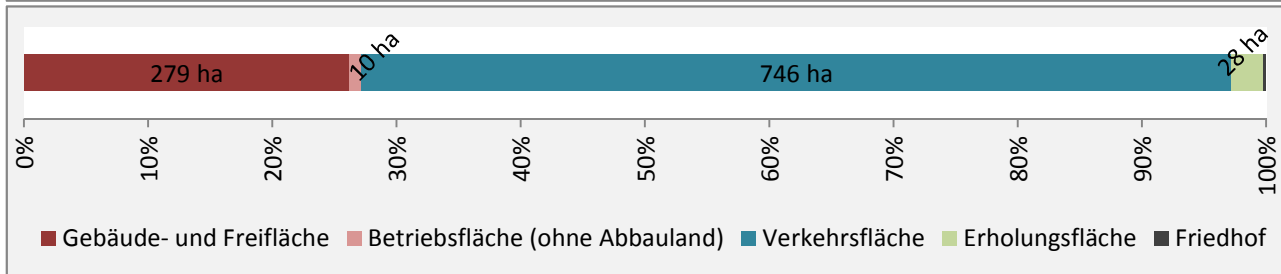 279 ha
10 ha
746 ha
28 ha
0%
10%
20%
30%
40%
50%
60%
70%
80%
90%
100%
Gebäude- und Freifläche Betriebsfläche (ohne Abbauland) Verkehrsfläche Erholungsfläche Friedhof